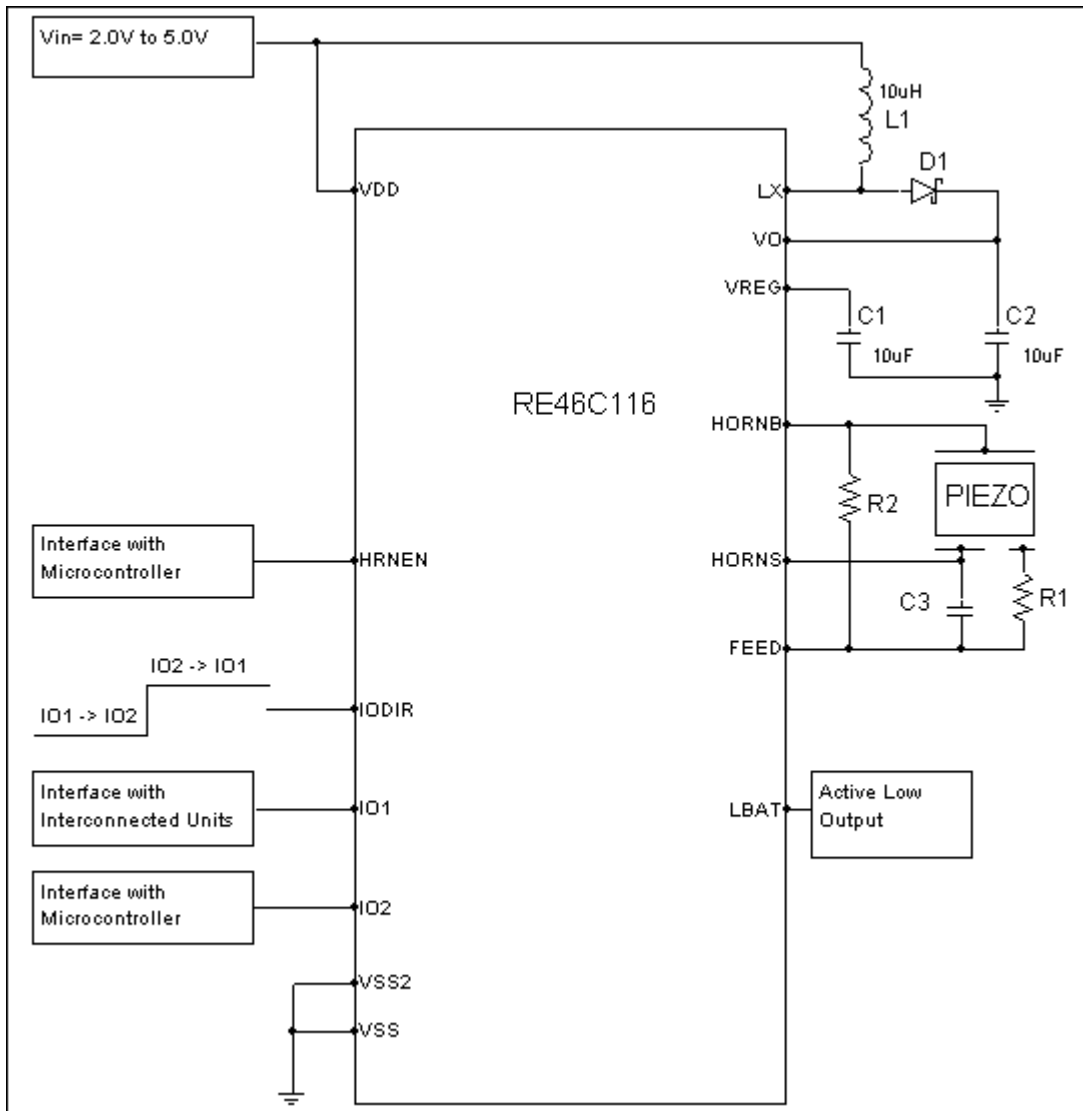 Vin= 2.0V to 5.0V
10uH
L1
D1
VDD
LX
VO
VREG
C1
10uF
C2
10uF
RE46C116
HORNB
R2
PIEZO
Interface with
Microcontroller
HRNEN
HORNS
C3
R1
FEED
IO2 -> IO1
IO1 -> IO2
IODIR
Interface with
Interconnected Units
IO1
LBAT
Active Low
Output
Interface with
Microcontroller
IO2
VSS2
VSS